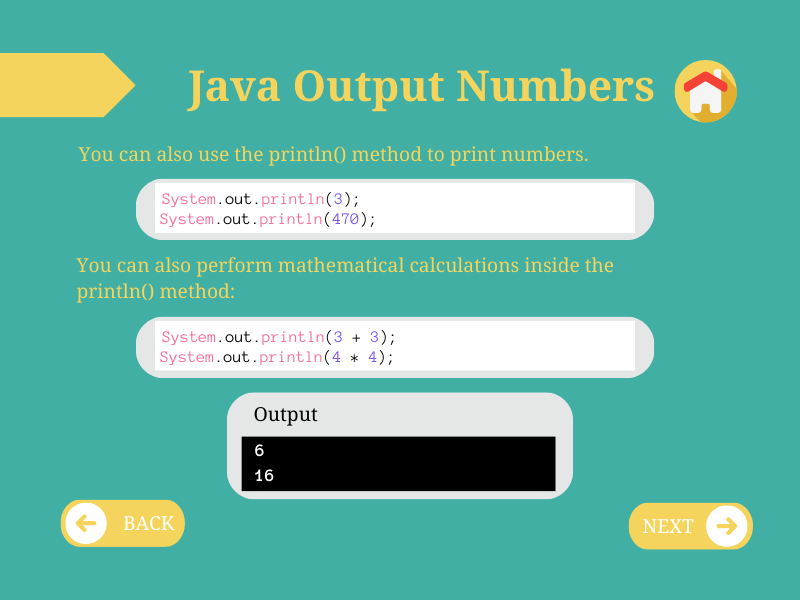 Java Output Numbers
You can also use the println() method to print numbers.
System.out.println(3);
System.out.println(470);
You can also perform mathematical calculations inside the
println() method:
System.out.println(3 + 3);
System.out.println(4 * 4);
Output
6
16
BACK
NEXT